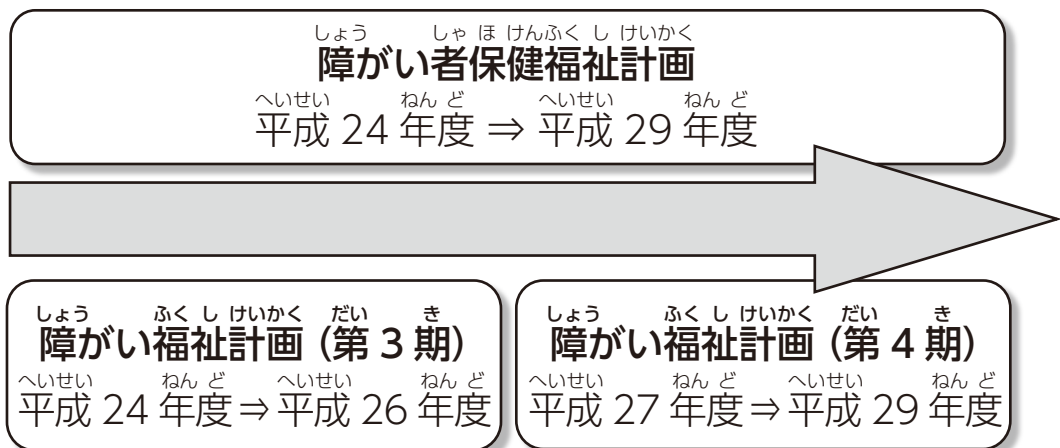 しょう しゃ ほ けんふく し けいかく
障がい者保健福祉計画
へいせい ねん ど へいせい ねん ど
平成 24 年度 ⇒ 平成 29 年度
しょう ふく し けいかく だい き
障がい福祉計画（第 3 期）
へいせい ねん ど へいせい ねん ど
平成 24 年度⇒平成 26 年度
しょう ふく し けいかく だい き
障がい福祉計画（第 4 期）
へいせい ねん ど へいせい ねん ど
平成 27 年度⇒平成 29 年度